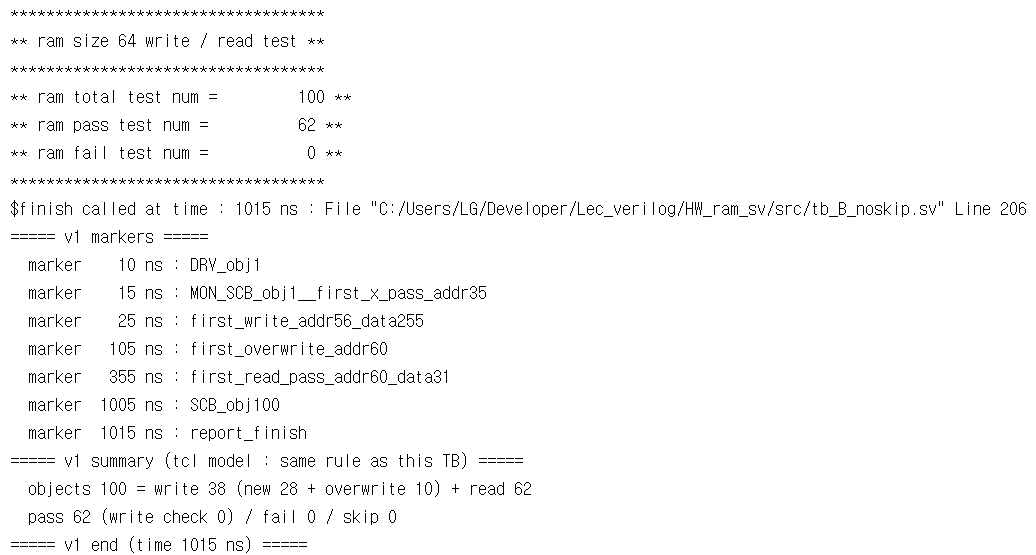 ***********************************
** ram size 64 write / read test **
***********************************
** ram total test num =         100 **
** ram pass test num =          62 **
** ram fail test num =           0 **
***********************************
$finish called at time : 1015 ns : File "C:/Users/LG/Developer/Lec_verilog/HW_ram_sv/src/tb_B_noskip.sv" Line 206
===== v1 markers =====
  marker    10 ns : DRV_obj1
  marker    15 ns : MON_SCB_obj1__first_x_pass_addr35
  marker    25 ns : first_write_addr56_data255
  marker   105 ns : first_overwrite_addr60
  marker   355 ns : first_read_pass_addr60_data31
  marker  1005 ns : SCB_obj100
  marker  1015 ns : report_finish
===== v1 summary (tcl model : same rule as this TB) =====
  objects 100 = write 38 (new 28 + overwrite 10) + read 62
  pass 62 (write check 0) / fail 0 / skip 0
===== v1 end (time 1015 ns) =====